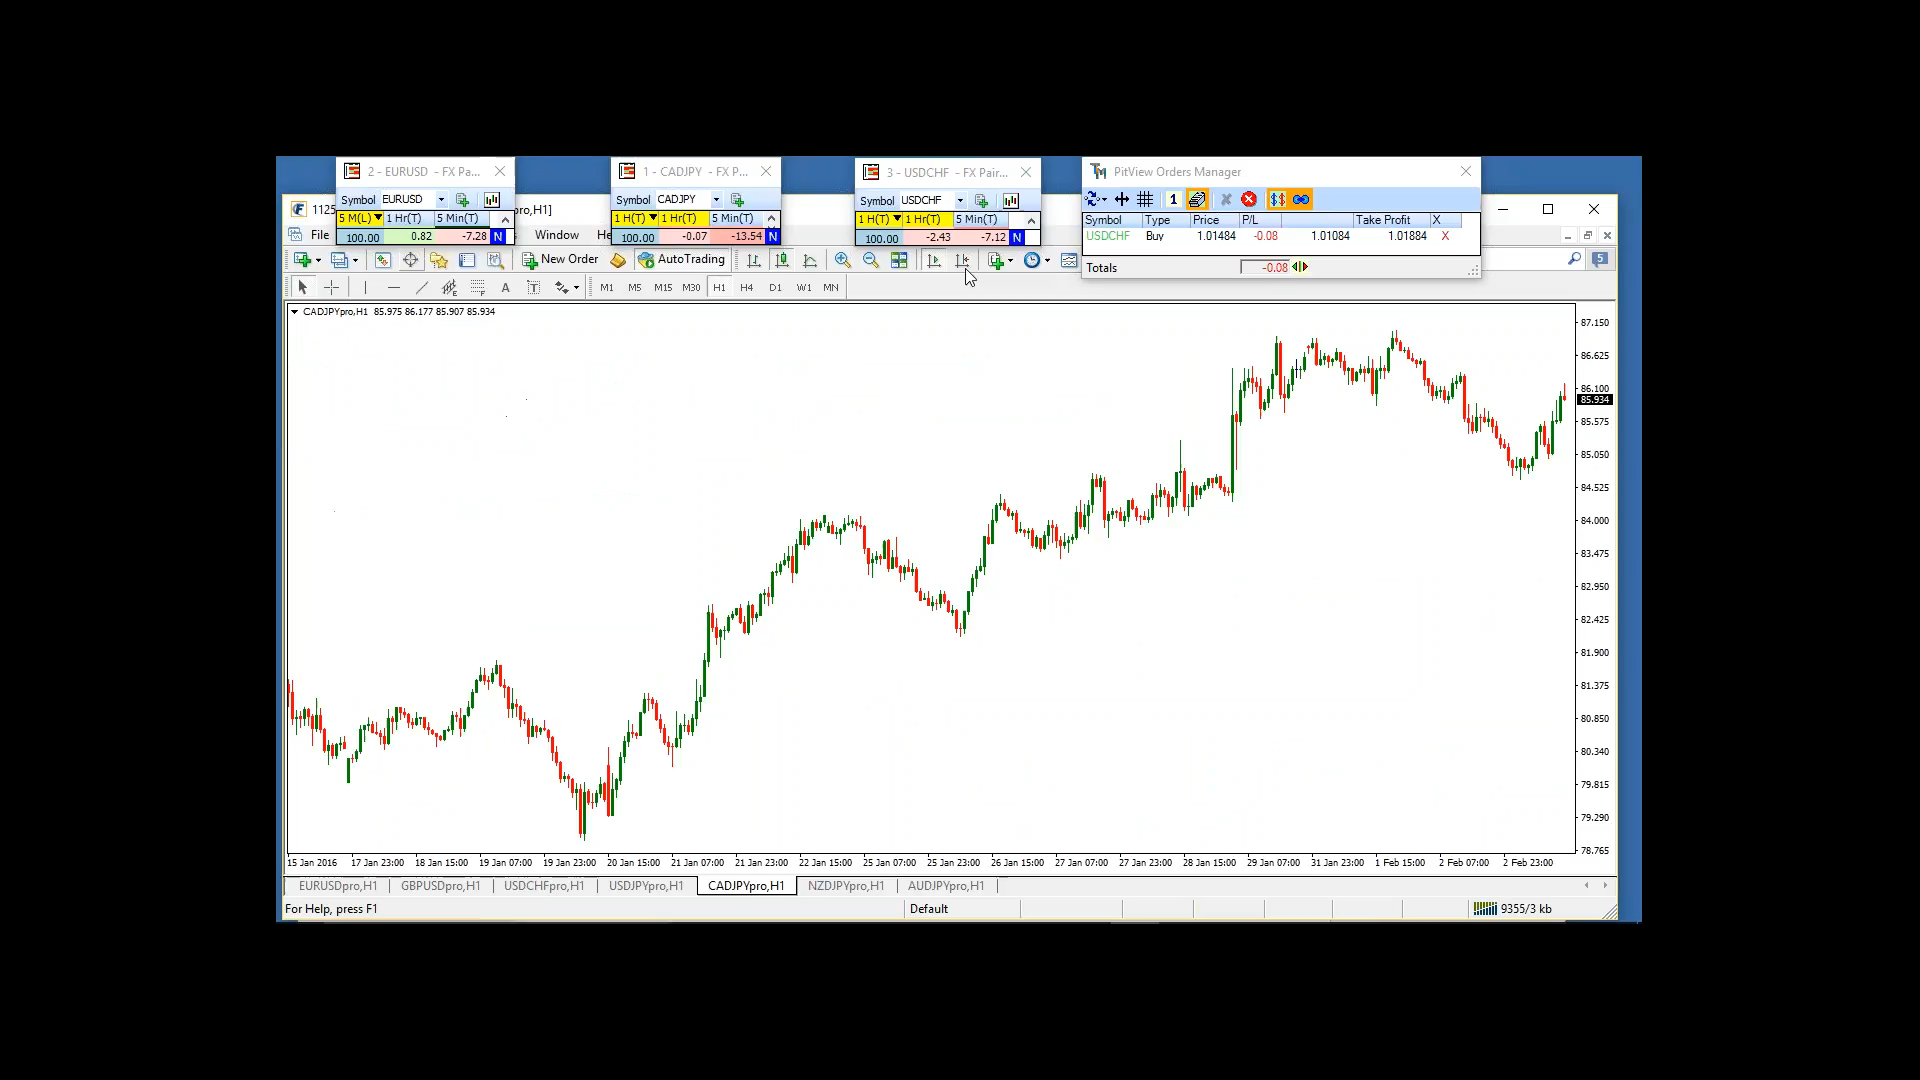 2 - EURUSD  - FX Pa...
1 - CADJPY  - FX P...
3 - USDCHF  - FX Pair...
PitView Orders Manager
Symbol EURUSD
Symbol CADJPY
Symbol USDCHF
1
$$
5 M(L) 1 Hr(T) 5 Min(T)
1 H(T) 1 Hr(T) 5 Min(T)
1 H(T) 1 Hr(T) 5 Min(T)
100.00 0.82 -7.28 N
100.00 -0.07 -13.54 N
100.00 -2.43 -7.12 N
Symbol Type Price P/L Take Profit X
USDCHF Buy 1.01484 -0.08 1.01084 1.01884 X
Totals -0.08
1125 pro,H1]
File Window He
New Order AutoTrading 5
A T M1 M5 M15 M30 H1 H4 D1 W1 MN
CADJPYpro,H1 85.975 86.177 85.907 85.934
87.150
86.625
86.100
85.934
85.575
85.050
84.525
84.000
83.475
82.950
82.425
81.900
81.375
80.850
80.340
79.815
79.290
78.765
15 Jan 2016 17 Jan 23:00 18 Jan 15:00 19 Jan 07:00 19 Jan 23:00 20 Jan 15:00 21 Jan 07:00 21 Jan 23:00 22 Jan 15:00 25 Jan 07:00 25 Jan 23:00 26 Jan 15:00 27 Jan 07:00 27 Jan 23:00 28 Jan 15:00 29 Jan 07:00 31 Jan 23:00 1 Feb 15:00 2 Feb 07:00 2 Feb 23:00
EURUSDpro,H1 GBPUSDpro,H1 USDCHFpro,H1 USDJPYpro,H1 CADJPYpro,H1 NZDJPYpro,H1 AUDJPYpro,H1
For Help, press F1 Default 9355/3 kb